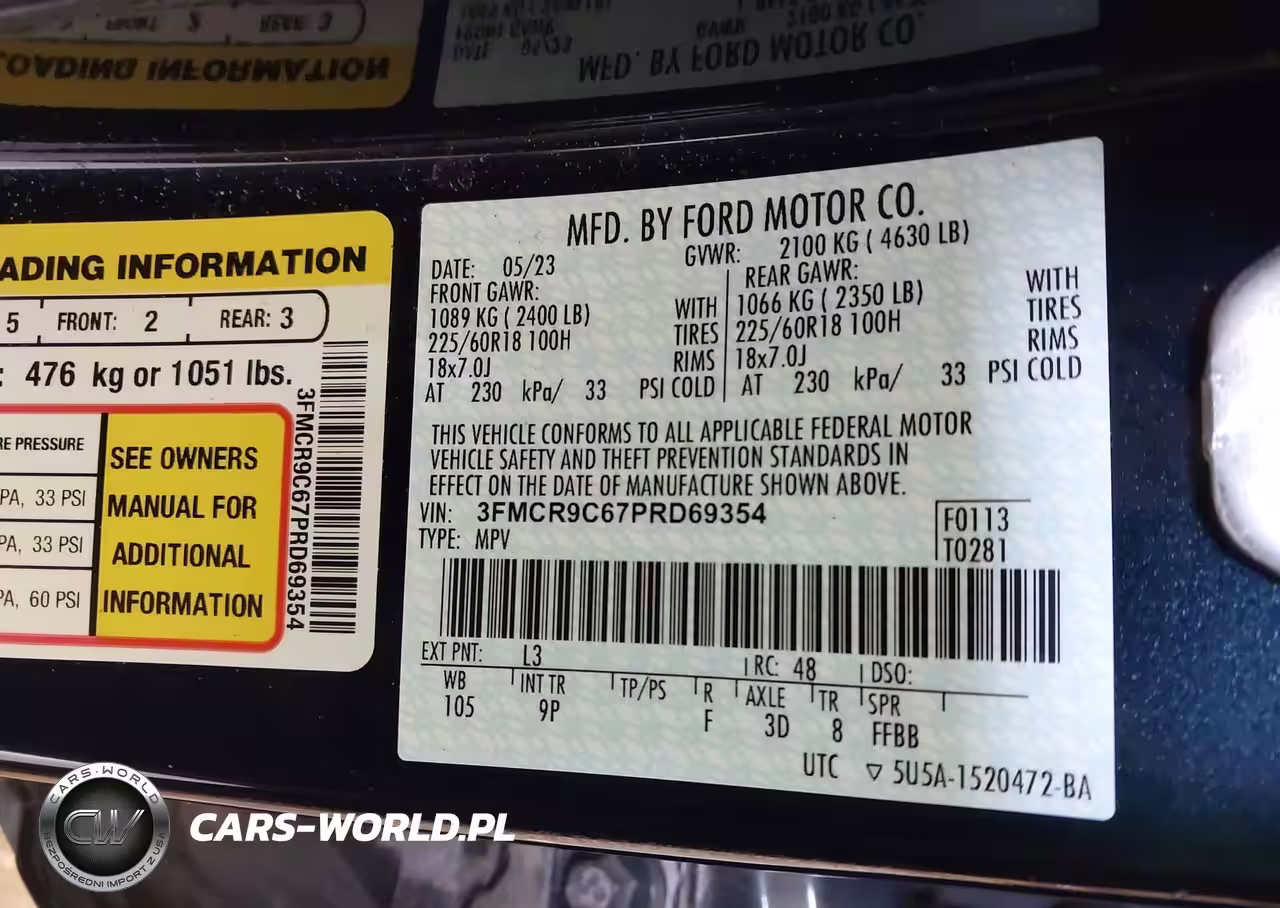 ADING INFORMATION
5 FRONT: 2 REAR: 3
: 476 kg or 1051 lbs.
RE PRESSURE
PA, 33 PSI
PA, 33 PSI
PA, 60 PSI
SEE OWNERS
MANUAL FOR
ADDITIONAL
INFORMATION
3FMCR9C67PRD69354
MFD. BY FORD MOTOR CO.
DATE: 05/23 GVWR: 2100 KG ( 4630 LB)
FRONT GAWR: REAR GAWR:
1089 KG ( 2400 LB) WITH 1066 KG ( 2350 LB) WITH
225/60R18 100H TIRES 225/60R18 100H TIRES
18x7.0J RIMS 18x7.0J RIMS
AT 230 kPa/ 33 PSI COLD AT 230 kPa/ 33 PSI COLD
THIS VEHICLE CONFORMS TO ALL APPLICABLE FEDERAL MOTOR
VEHICLE SAFETY AND THEFT PREVENTION STANDARDS IN
EFFECT ON THE DATE OF MANUFACTURE SHOWN ABOVE.
VIN: 3FMCR9C67PRD69354 F0113
TYPE: MPV T0281
EXT PNT: L3 RC: 48 DSO:
WB INT TR TP/PS R AXLE TR SPR
105 9P F 3D 8 FFBB
UTC ▽ 5U5A-1520472-BA
CARS-WORLD
CW
BEZPOŚREDNI IMPORT Z USA
CARS-WORLD.PL